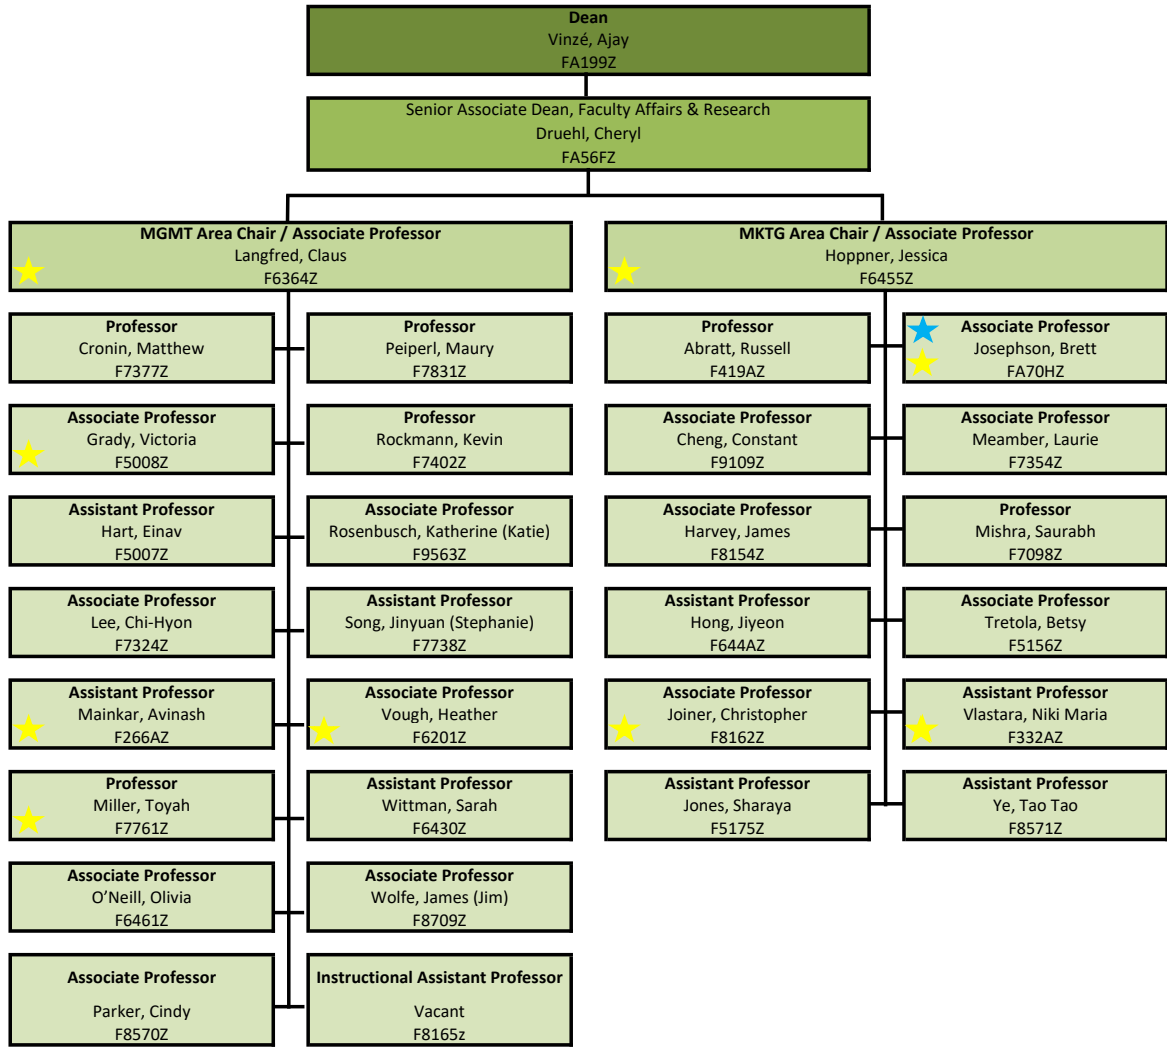 Dean
Vinzé, Ajay
FA199Z
Senior Associate Dean, Faculty Affairs & Research
Druehl, Cheryl
FA56FZ
MGMT Area Chair / Associate Professor
Langfred, Claus
F6364Z
MKTG Area Chair / Associate Professor
Hoppner, Jessica
F6455Z
Professor
Cronin, Matthew
F7377Z
Professor
Peiperl, Maury
F7831Z
Professor
Abratt, Russell
F419AZ
Associate Professor
Josephson, Brett
FA70HZ
Associate Professor
Grady, Victoria
F5008Z
Professor
Rockmann, Kevin
F7402Z
Associate Professor
Cheng, Constant
F9109Z
Associate Professor
Meamber, Laurie
F7354Z
Assistant Professor
Hart, Einav
F5007Z
Associate Professor
Rosenbusch, Katherine (Katie)
F9563Z
Associate Professor
Harvey, James
F8154Z
Professor
Mishra, Saurabh
F7098Z
Associate Professor
Lee, Chi-Hyon
F7324Z
Assistant Professor
Song, Jinyuan (Stephanie)
F7738Z
Assistant Professor
Hong, Jiyeon
F644AZ
Associate Professor
Tretola, Betsy
F5156Z
Assistant Professor
Mainkar, Avinash
F266AZ
Associate Professor
Vough, Heather
F6201Z
Associate Professor
Joiner, Christopher
F8162Z
Assistant Professor
Vlastara, Niki Maria
F332AZ
Professor
Miller, Toyah
F7761Z
Assistant Professor
Wittman, Sarah
F6430Z
Assistant Professor
Jones, Sharaya
F5175Z
Assistant Professor
Ye, Tao Tao
F8571Z
Associate Professor
O’Neill, Olivia
F6461Z
Associate Professor
Wolfe, James (Jim)
F8709Z
Associate Professor
Parker, Cindy
F8570Z
Instructional Assistant Professor
Vacant
F8165z